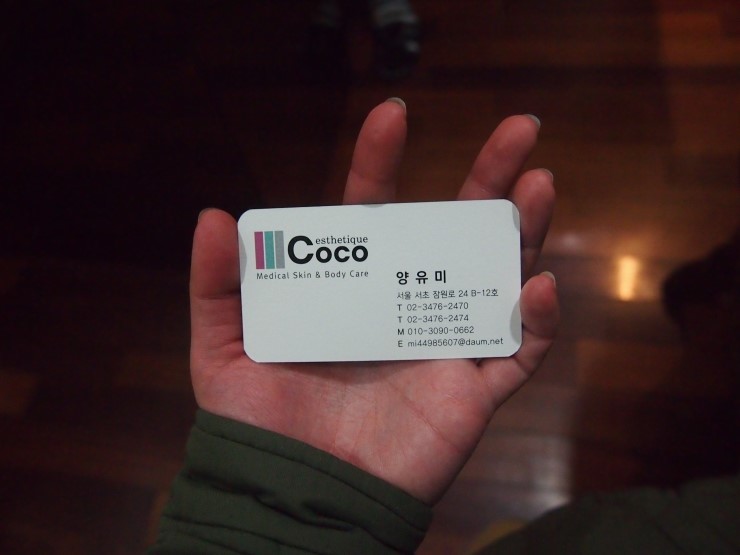 esthetique
Coco
Medical Skin & Body Care
양 유 미
서울 서초 잠원로 24 B-12호
T 02-3476-2470
T 02-3476-2474
M 010-3090-0662
E mi44985607@daum.net